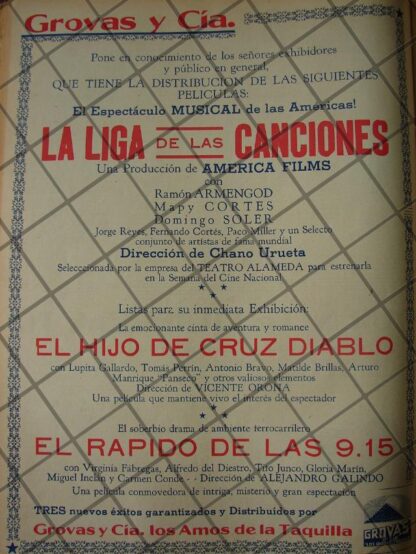 Grovas y Cía.
Pone en conocimiento de los señores exhibidores
y público en general,
QUE TIENE LA DISTRIBUCION DE LAS SIGUIENTES
PELICULAS:
El Espectáculo MUSICAL de las Américas!
LA LIGA DE LAS CANCIONES
Una Producción de AMERICA FILMS
con
Ramón ARMENGOD
Mapy CORTES
Domingo SOLER
Jorge Reyes, Fernando Cortés, Paco Miller y un Selecto
conjunto de artistas de fama mundial
Dirección de Chano Urueta
Selecccionada por la empresa del TEATRO ALAMEDA para estrenarla
en la Semana del Cine Nacional
Listas para su inmediata Exhibición:
La emocionante cinta de aventura y romance
EL HIJO DE CRUZ DIABLO
con Lupita Gallardo, Tomás Perrín, Antonio Bravo, Matilde Brillas, Arturo
Manrique "Panseco" y otros valiosos elementos
Dirección de VICENTE ORONA
Una película que mantiene vivo el interés del espectador
El soberbio drama de ambiente ferrocarrilero
EL RAPIDO DE LAS 9.15
con Virginia Fábregas, Alfredo del Diestro, Tito Junco, Gloria Marín,
Miguel Inclán y Carmen Conde - - Dirección de ALEJANDRO GALINDO
Una película conmovedora de intriga, misterio y gran espectación
TRES nuevos éxitos garantizados y Distribuidos por
Grovas y Cía. los Amos de la Taquilla
GROVAS